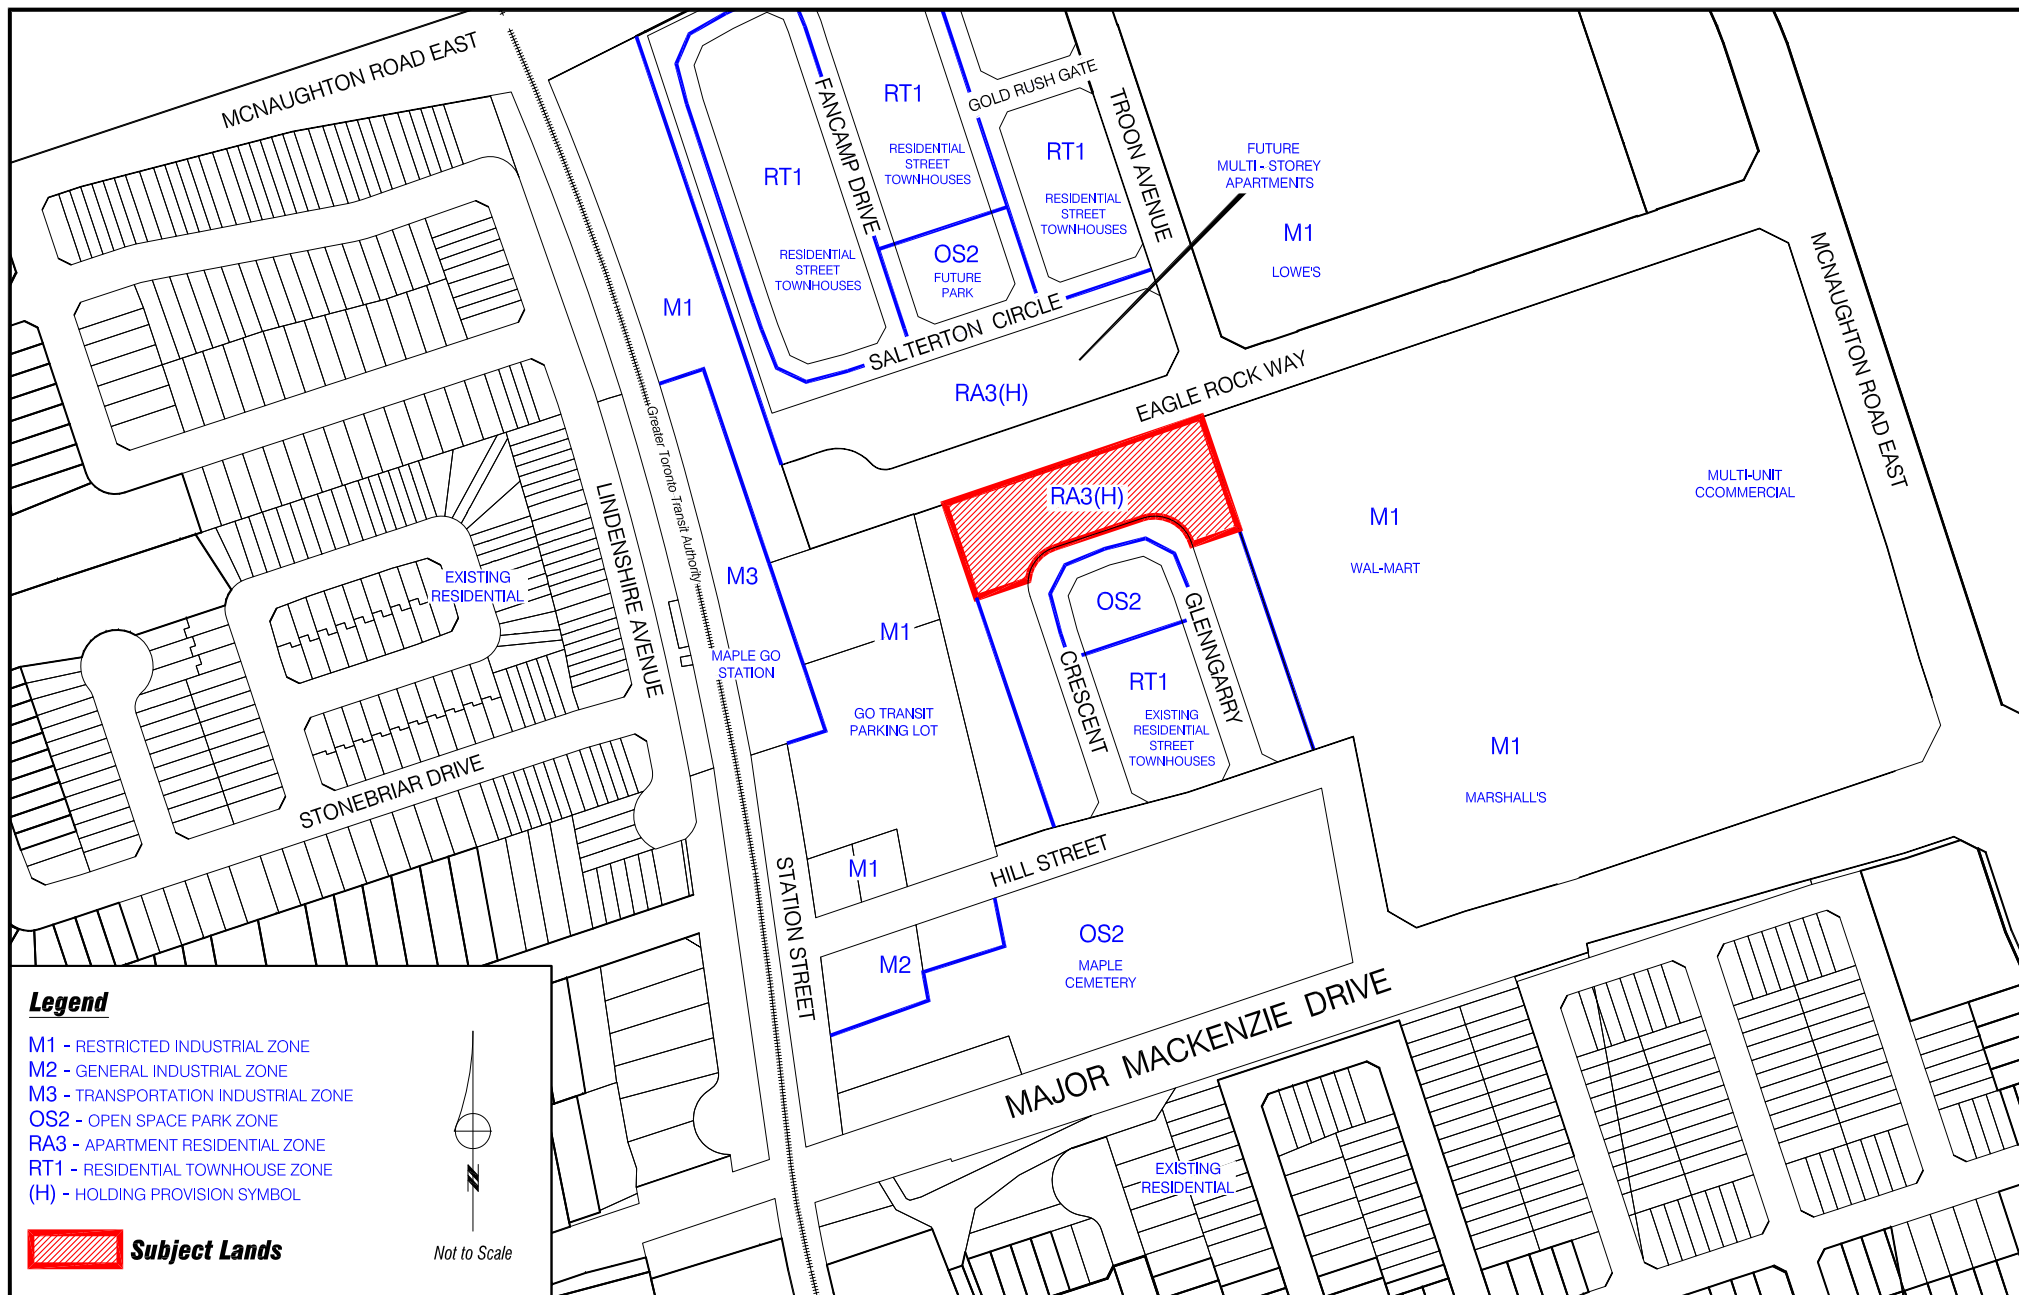 MCNAUGHTON ROAD EAST
FANCAMP DRIVE
RT1
RESIDENTIAL
STREET
TOWNHOUSES
GOLD RUSH GATE
TROON AVENUE
RT1
RESIDENTIAL
STREET
TOWNHOUSES
RT1
RESIDENTIAL
STREET
TOWNHOUSES
FUTURE
MULTI - STOREY
APARTMENTS
M1
LOWE'S
OS2
FUTURE
PARK
M1
SALTERTON CIRCLE
RA3(H)
EAGLE ROCK WAY
MCNAUGHTON ROAD EAST
Greater Toronto Transit Authority
LINDENSHIRE AVENUE
EXISTING
RESIDENTIAL
RA3(H)
MULTI-UNIT
CCOMMERCIAL
M1
WAL-MART
M3
MAPLE GO
STATION
M1
GO TRANSIT
PARKING LOT
OS2
GLENNGARRY
CRESCENT
RT1
EXISTING
RESIDENTIAL
STREET
TOWNHOUSES
M1
MARSHALL'S
STONEBRIAR DRIVE
STATION STREET
M1
HILL STREET
M2
OS2
MAPLE
CEMETERY
MAJOR MACKENZIE DRIVE
EXISTING
RESIDENTIAL
Legend
M1 - RESTRICTED INDUSTRIAL ZONE
M2 - GENERAL INDUSTRIAL ZONE
M3 - TRANSPORTATION INDUSTRIAL ZONE
OS2 - OPEN SPACE PARK ZONE
RA3 - APARTMENT RESIDENTIAL ZONE
RT1 - RESIDENTIAL TOWNHOUSE ZONE
(H) - HOLDING PROVISION SYMBOL
Subject Lands
N
Not to Scale